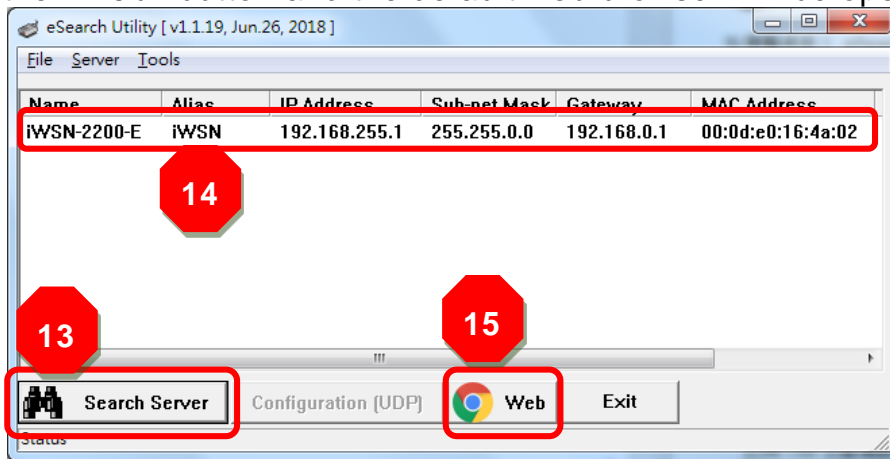 eSearch Utility [ v1.1.19, Jun.26, 2018 ]
File Server Tools
Name Alias IP Address Sub-net Mask Gateway MAC Address
iWSN-2200-E iWSN 192.168.255.1 255.255.0.0 192.168.0.1 00:0d:e0:16:4a:02
14
13
15
Search Server Configuration (UDP) Web Exit
Status